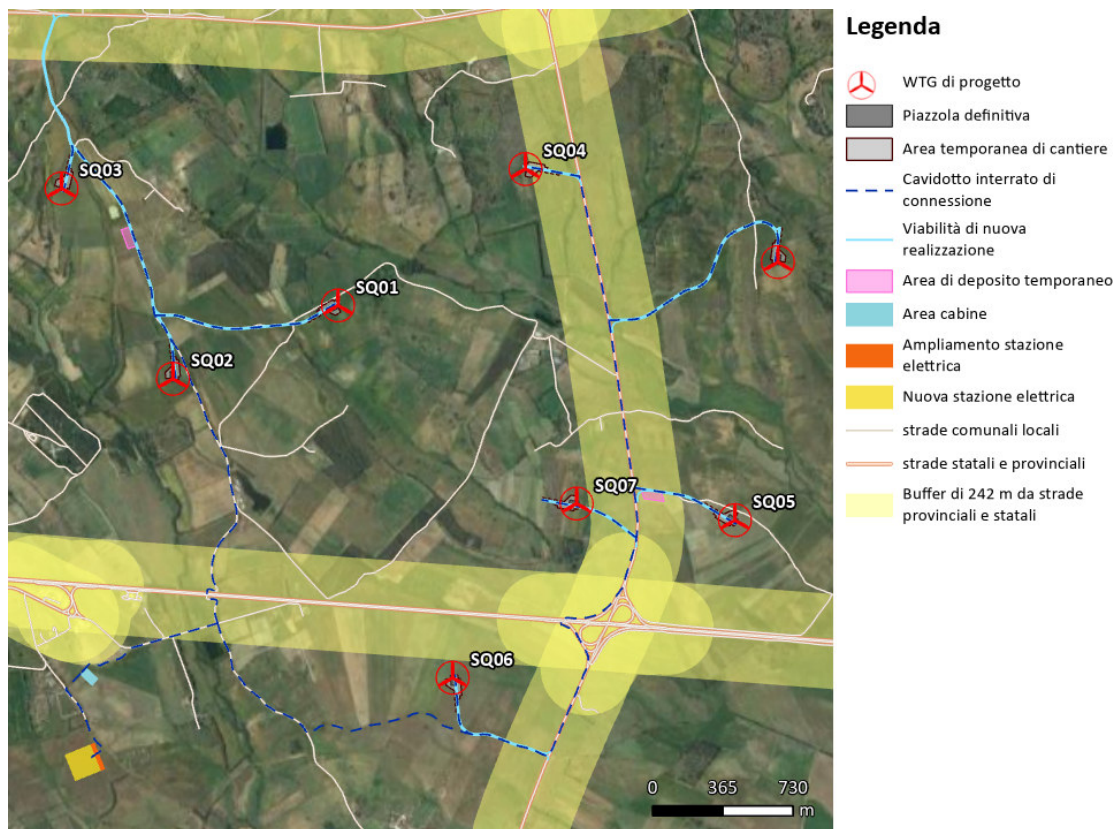 Legenda
WTG di progetto
Piazzola definitiva
Area temporanea di cantiere
Cavidotto interrato di
connessione
Viabilità di nuova
realizzazione
Area di deposito temporaneo
Area cabine
Ampliamento stazione
elettrica
Nuova stazione elettrica
strade comunali locali
strade statali e provinciali
Buffer di 242 m da strade
provinciali e statali
SQ04
SQ03
SQ01
SQ02
SQ07
SQ05
SQ06
0 365 730
m